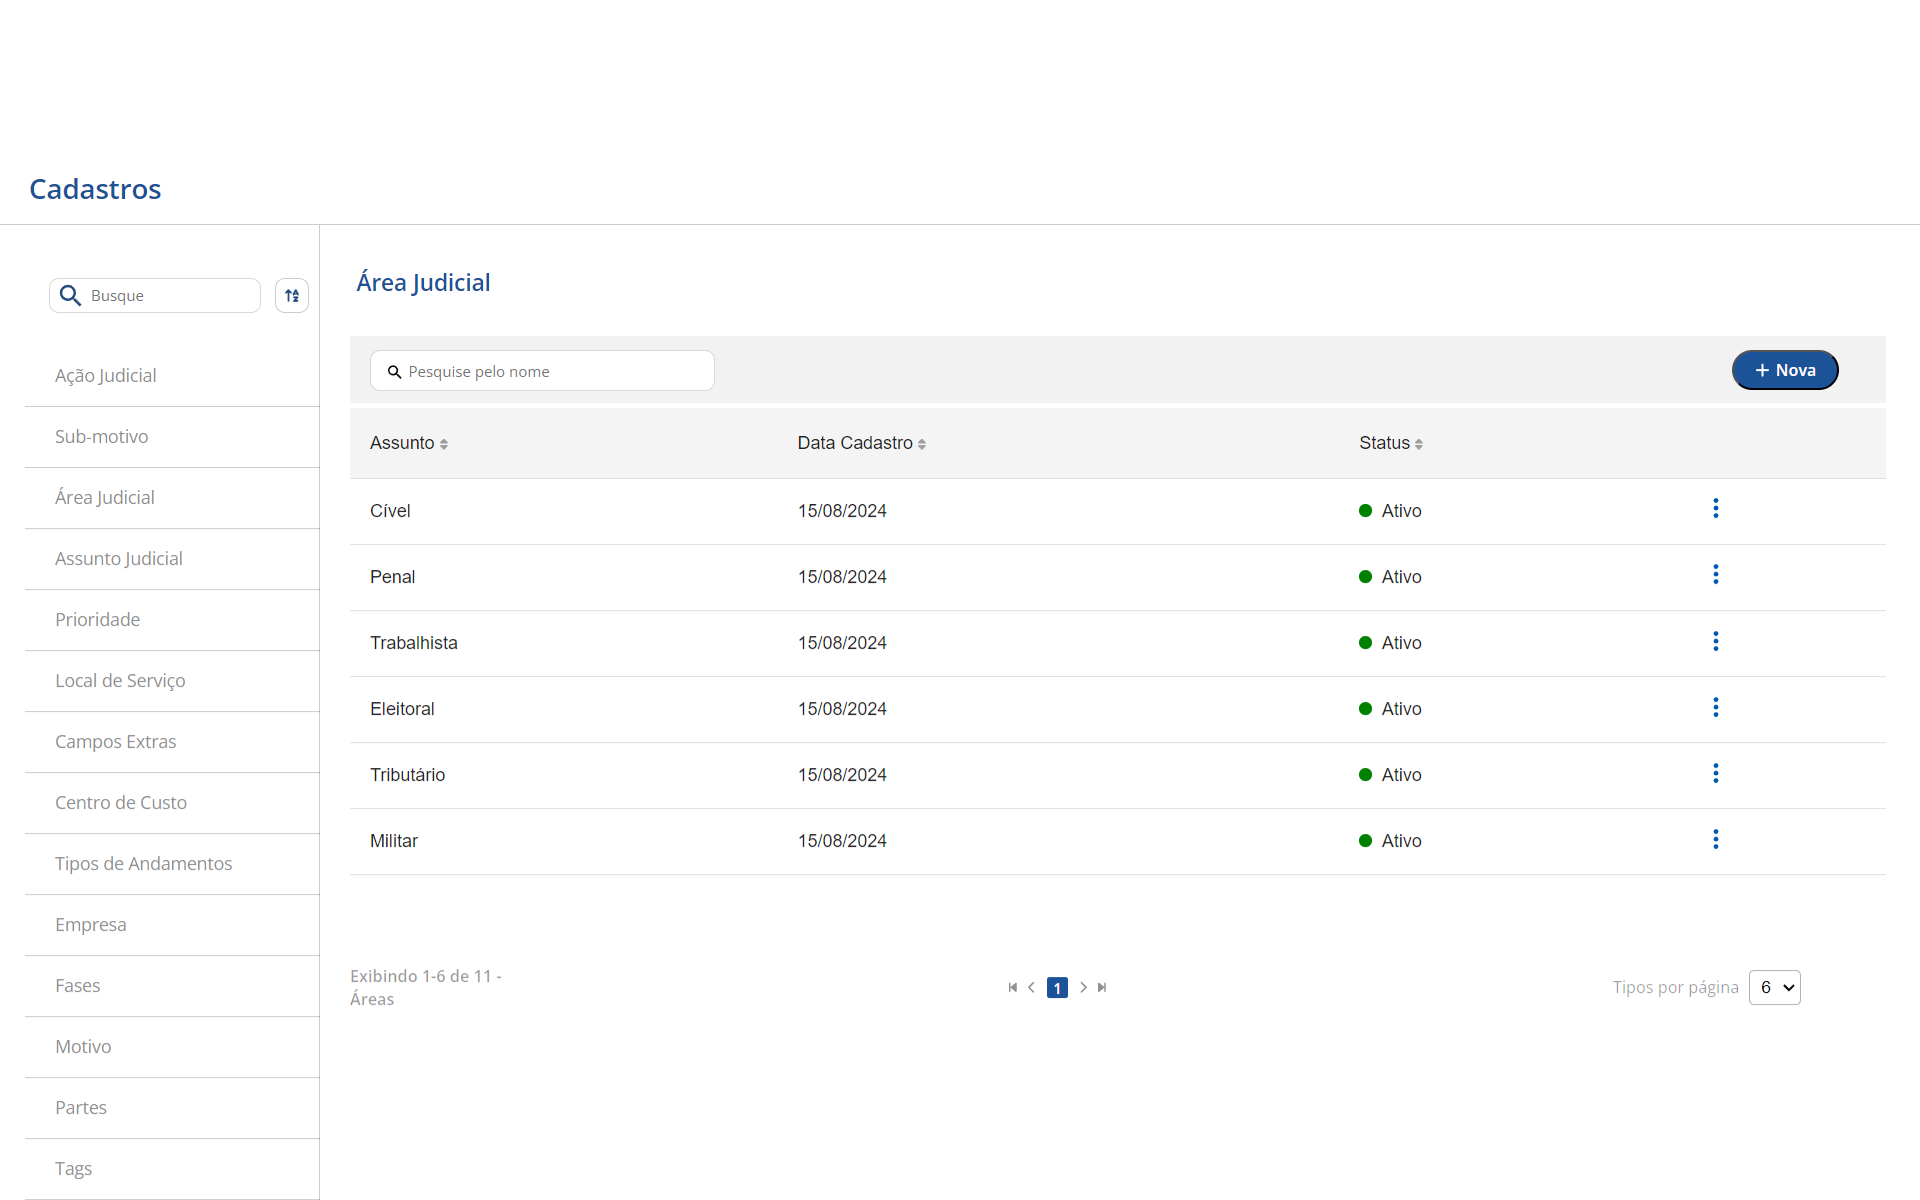 Cadastros
Busque
Ação Judicial
Sub-motivo
Área Judicial
Assunto Judicial
Prioridade
Local de Serviço
Campos Extras
Centro de Custo
Tipos de Andamentos
Empresa
Fases
Motivo
Partes
Tags
Área Judicial
Pesquise pelo nome
+ Nova
Assunto Data Cadastro Status
Cível 15/08/2024 Ativo
Penal 15/08/2024 Ativo
Trabalhista 15/08/2024 Ativo
Eleitoral 15/08/2024 Ativo
Tributário 15/08/2024 Ativo
Militar 15/08/2024 Ativo
Exibindo 1-6 de 11 -
Áreas
1
Tipos por página 6